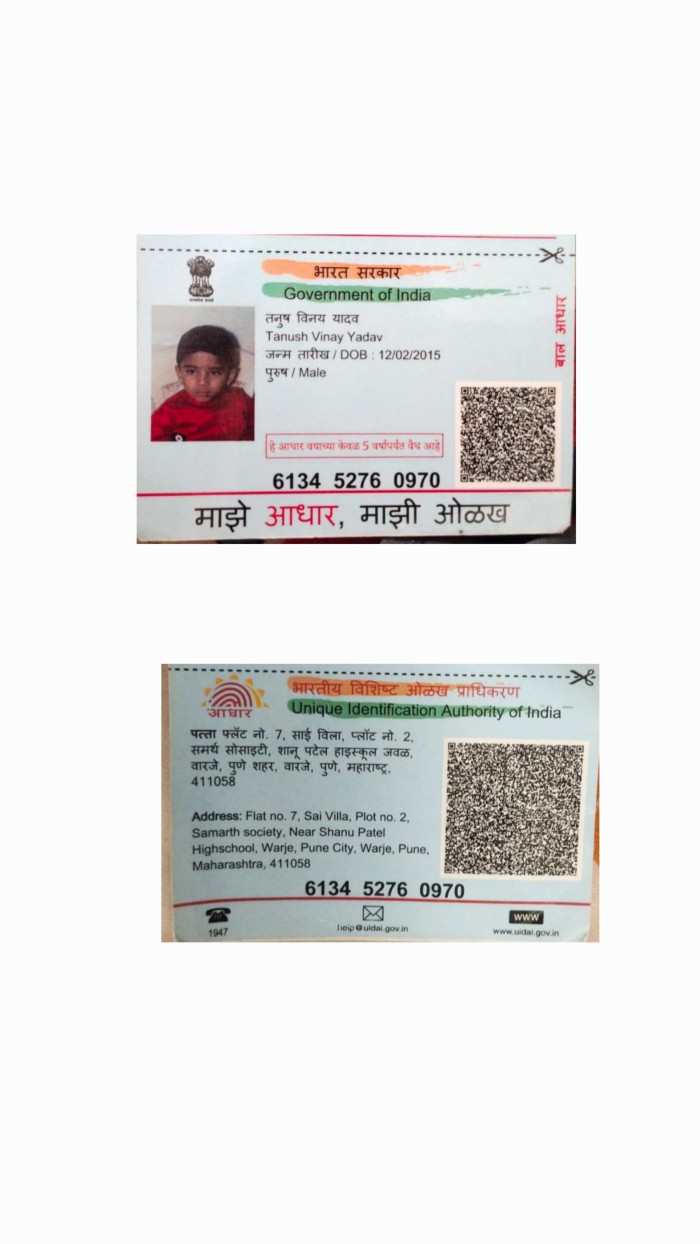 भारत सरकार
Government of India
तनुष विनय यादव
Tanush Vinay Yadav
जन्म तारीख / DOB : 12/02/2015
पुरुष / Male
बाल आधार
हे आधार वयाच्या केवळ 5 वर्षांपर्यंत वैध आहे
6134 5276 0970
माझे आधार, माझी ओळख
भारतीय विशिष्ट ओळख प्राधिकरण
Unique Identification Authority of India
आधार
पत्ता फ्लॅट नो. 7, साई विला, प्लॉट नो. 2,
समर्थ सोसाइटी, शानू पटेल हाइस्कूल जवळ,
वारजे, पुणे शहर, वारजे, पुणे, महाराष्ट्र,
411058
Address: Flat no. 7, Sai Villa, Plot no. 2,
Samarth society, Near Shanu Patel
Highschool, Warje, Pune City, Warje, Pune,
Maharashtra, 411058
6134 5276 0970
1947
help@uidai.gov.in
www
www.uidai.gov.in